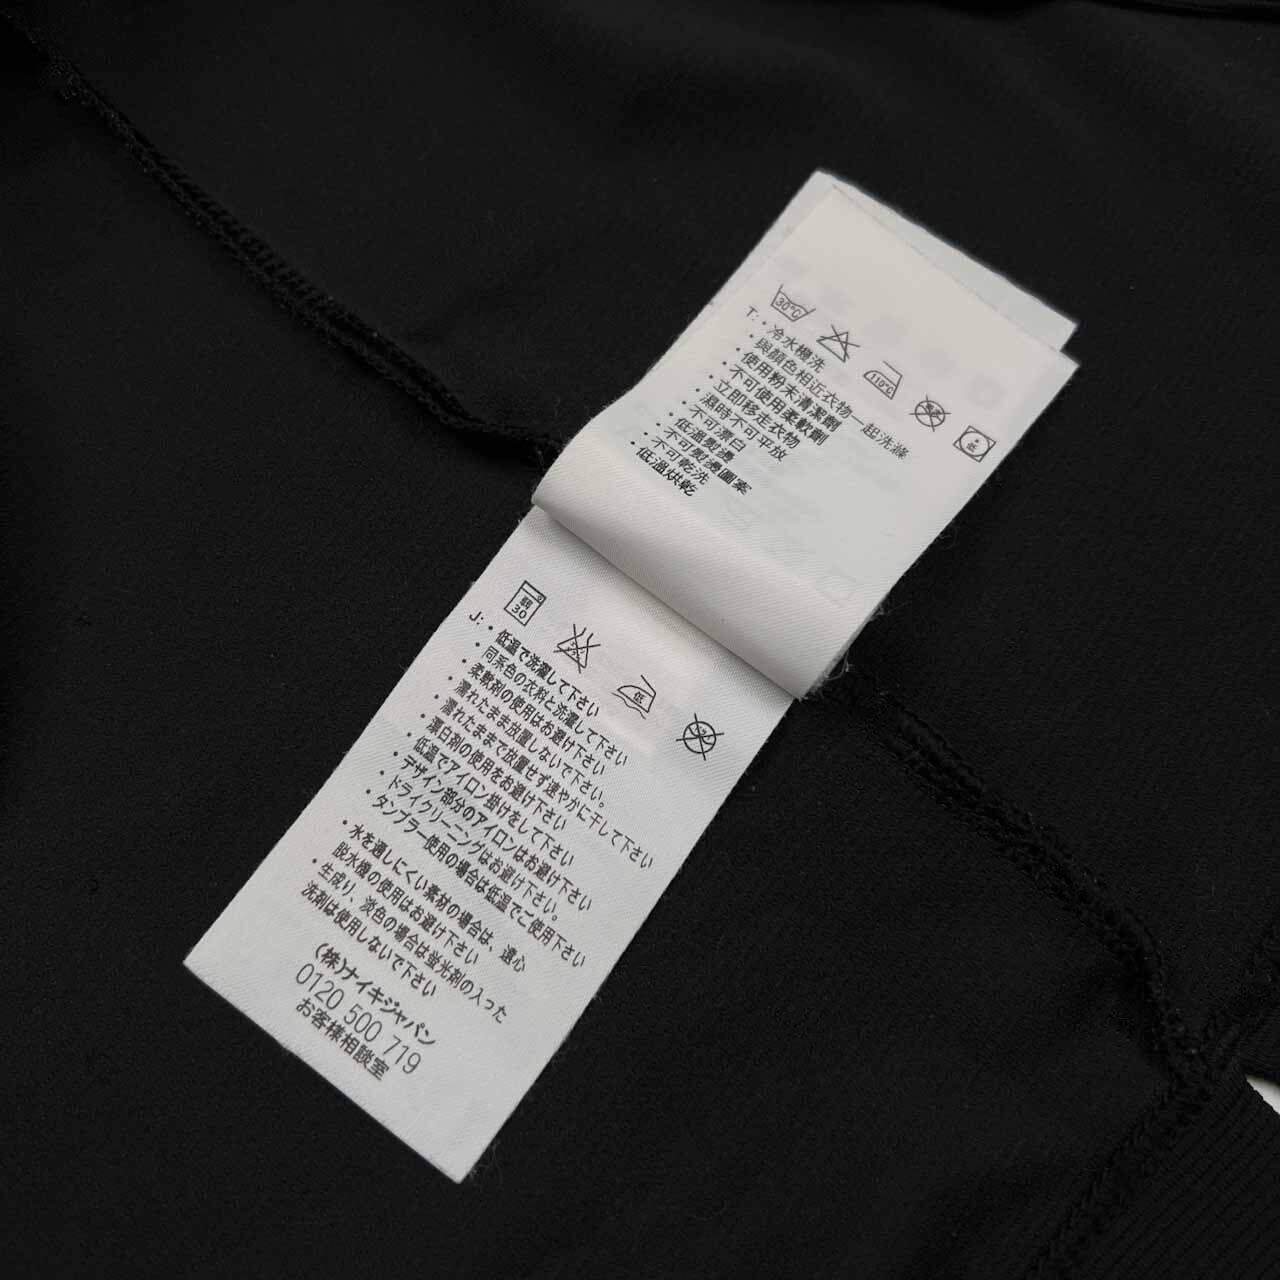 30°C
110°C
低
T: · 冷水機洗
· 與顏色相近衣物一起洗滌
· 使用粉末清潔劑
· 不可使用柔軟劑
· 立即移走衣物
· 濕時不可平放
· 不可漂白
· 低溫熨燙
· 不可熨燙圖案
· 不可乾洗
· 低溫烘乾
弱
30
低
J: · 低温で洗濯して下さい
· 同系色の衣料と洗濯して下さい
· 柔軟剤の使用はお避け下さい
· 濡れたまま放置しないで下さい。
· 濡れたままで放置せず速やかに干して下さい
· 漂白剤の使用をお避け下さい
· 低温でアイロン掛けをして下さい
· デザイン部分のアイロンはお避け下さい
· ドライクリーニングはお避け下さい。
· タンブラー使用の場合は低温でご使用下さい
· 水を通しにくい素材の場合は、遠心
脱水機の使用はお避け下さい
· 生成り、淡色の場合は蛍光剤の入った
洗剤は使用しないで下さい
(株)ナイキジャパン
0120 500 719
お客様相談室